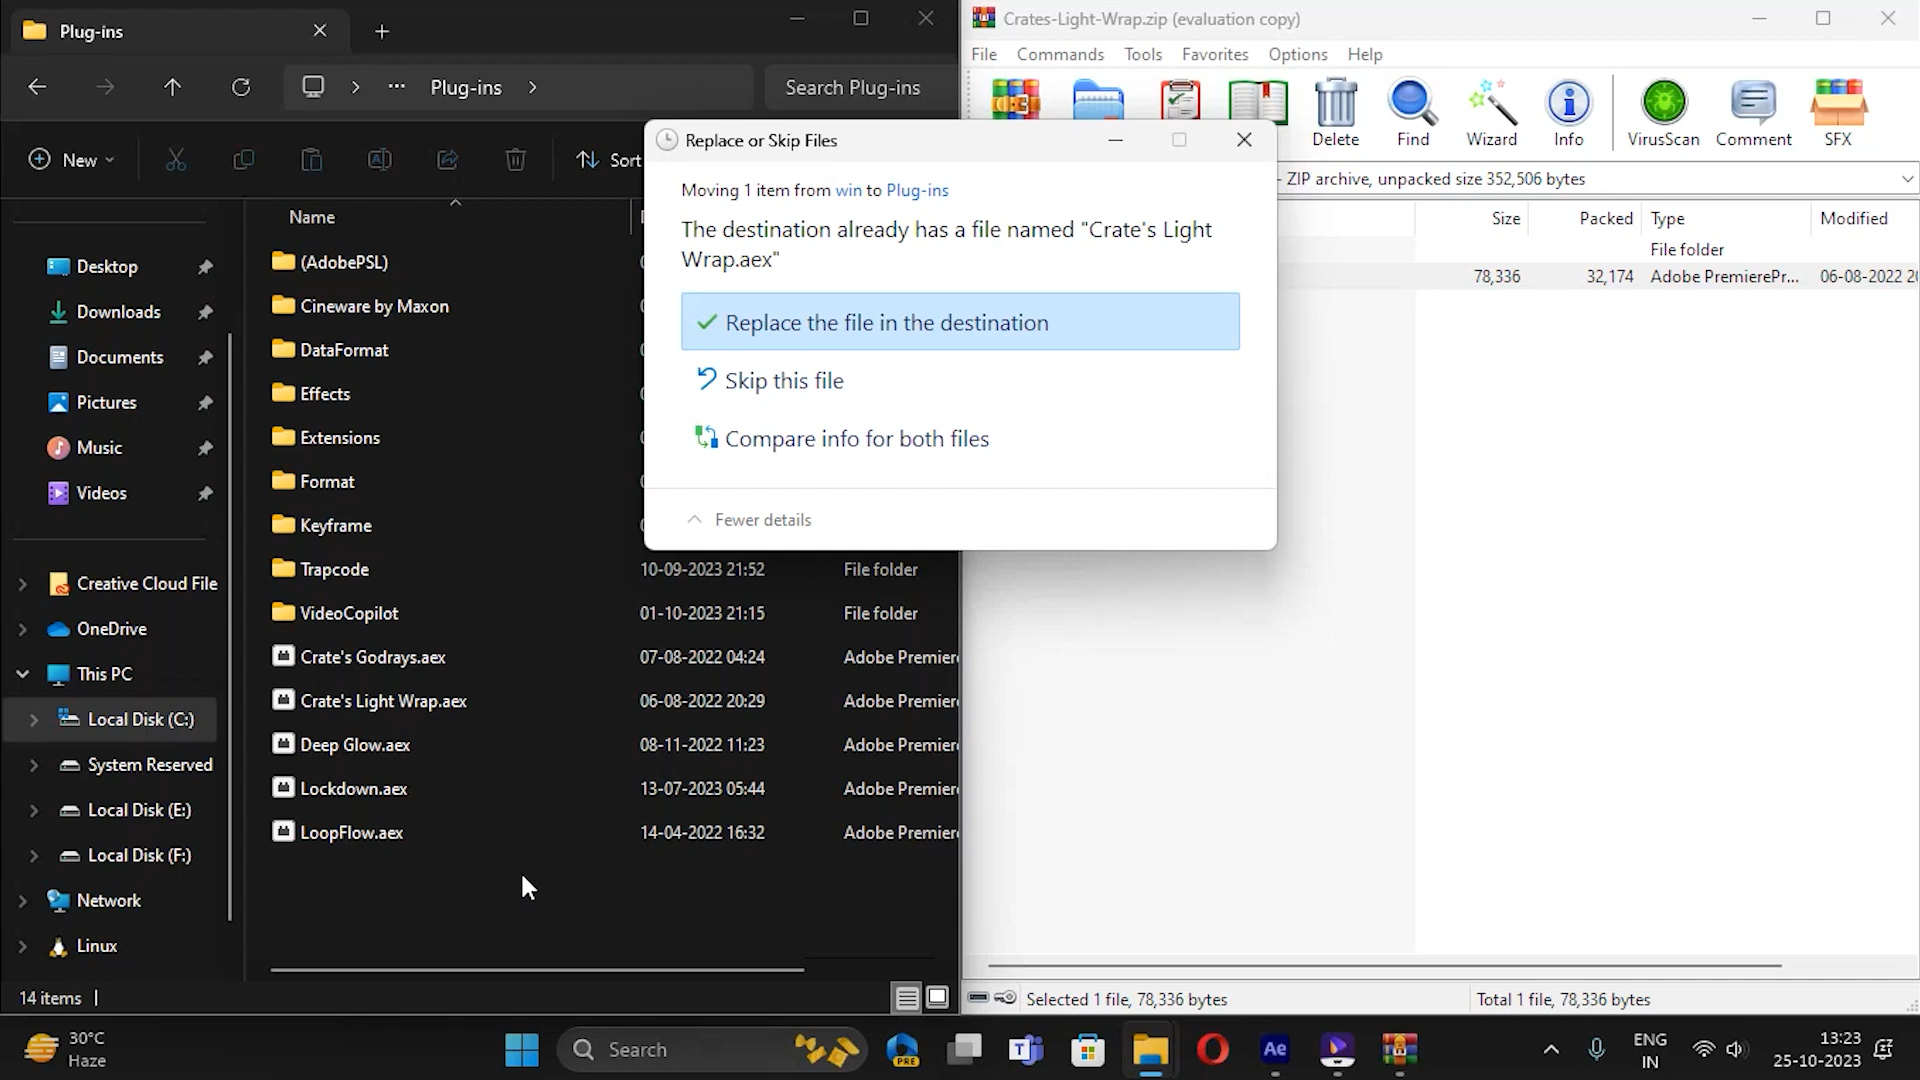 Plug-ins
Plug-ins
Search Plug-ins
New
Sort
Name
Desktop
Downloads
Documents
Pictures
Music
Videos
Creative Cloud File
OneDrive
This PC
Local Disk (C:)
System Reserved
Local Disk (E:)
Local Disk (F:)
Network
Linux
(AdobePSL)
Cineware by Maxon
DataFormat
Effects
Extensions
Format
Keyframe
Trapcode 10-09-2023 21:52 File folder
VideoCopilot 01-10-2023 21:15 File folder
Crate's Godrays.aex 07-08-2022 04:24 Adobe Premier
Crate's Light Wrap.aex 06-08-2022 20:29 Adobe Premier
Deep Glow.aex 08-11-2022 11:23 Adobe Premier
Lockdown.aex 13-07-2023 05:44 Adobe Premier
LoopFlow.aex 14-04-2022 16:32 Adobe Premier
14 items
Replace or Skip Files
Moving 1 item from win to Plug-ins
The destination already has a file named "Crate's Light
Wrap.aex"
Replace the file in the destination
Skip this file
Compare info for both files
Fewer details
Crates-Light-Wrap.zip (evaluation copy)
File Commands Tools Favorites Options Help
Delete Find Wizard Info VirusScan Comment SFX
- ZIP archive, unpacked size 352,506 bytes
Size Packed Type Modified
File folder
78,336 32,174 Adobe PremierePr... 06-08-2022 20
Selected 1 file, 78,336 bytes
Total 1 file, 78,336 bytes
30°C
Haze
Search
PRE
T
Ae
ENG
IN
13:23
25-10-2023